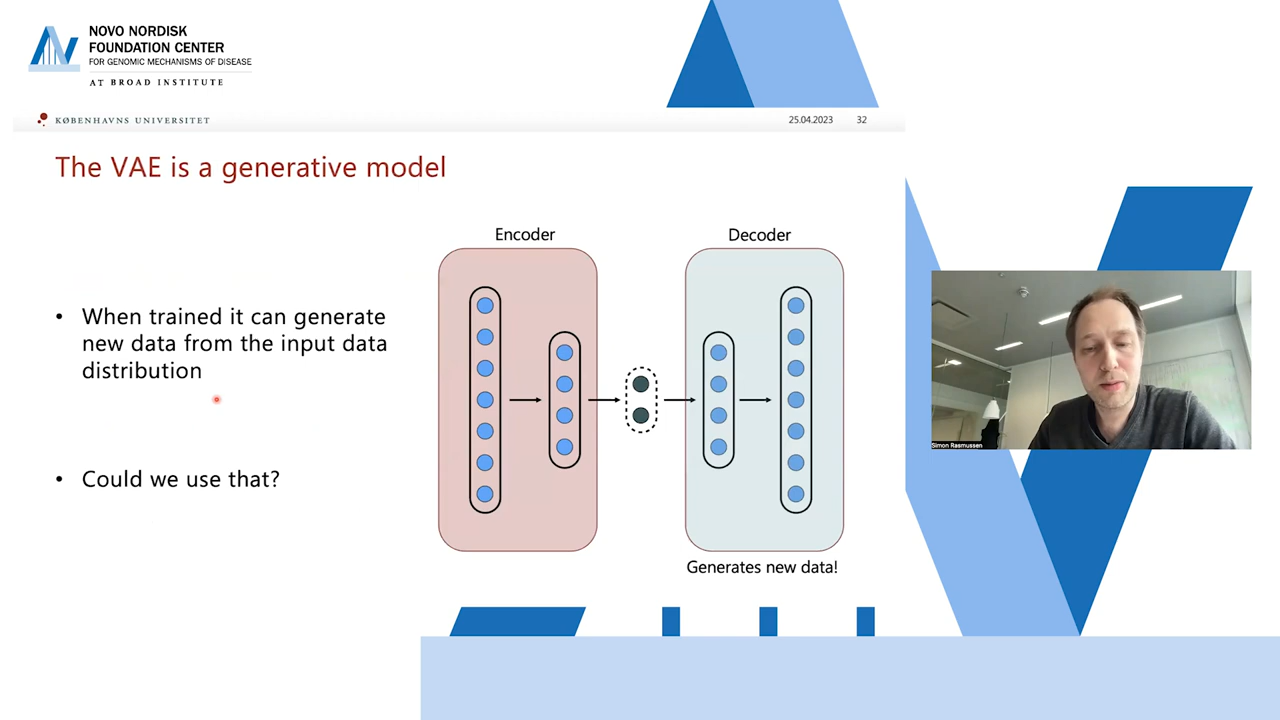 NOVO NORDISK
FOUNDATION CENTER
FOR GENOMIC MECHANISMS OF DISEASE
AT BROAD INSTITUTE
KØBENHAVNS UNIVERSITET
25.04.2023 32
The VAE is a generative model
Encoder Decoder
• When trained it can generate
new data from the input data
distribution
• Could we use that?
Generates new data!
Simon Rasmussen